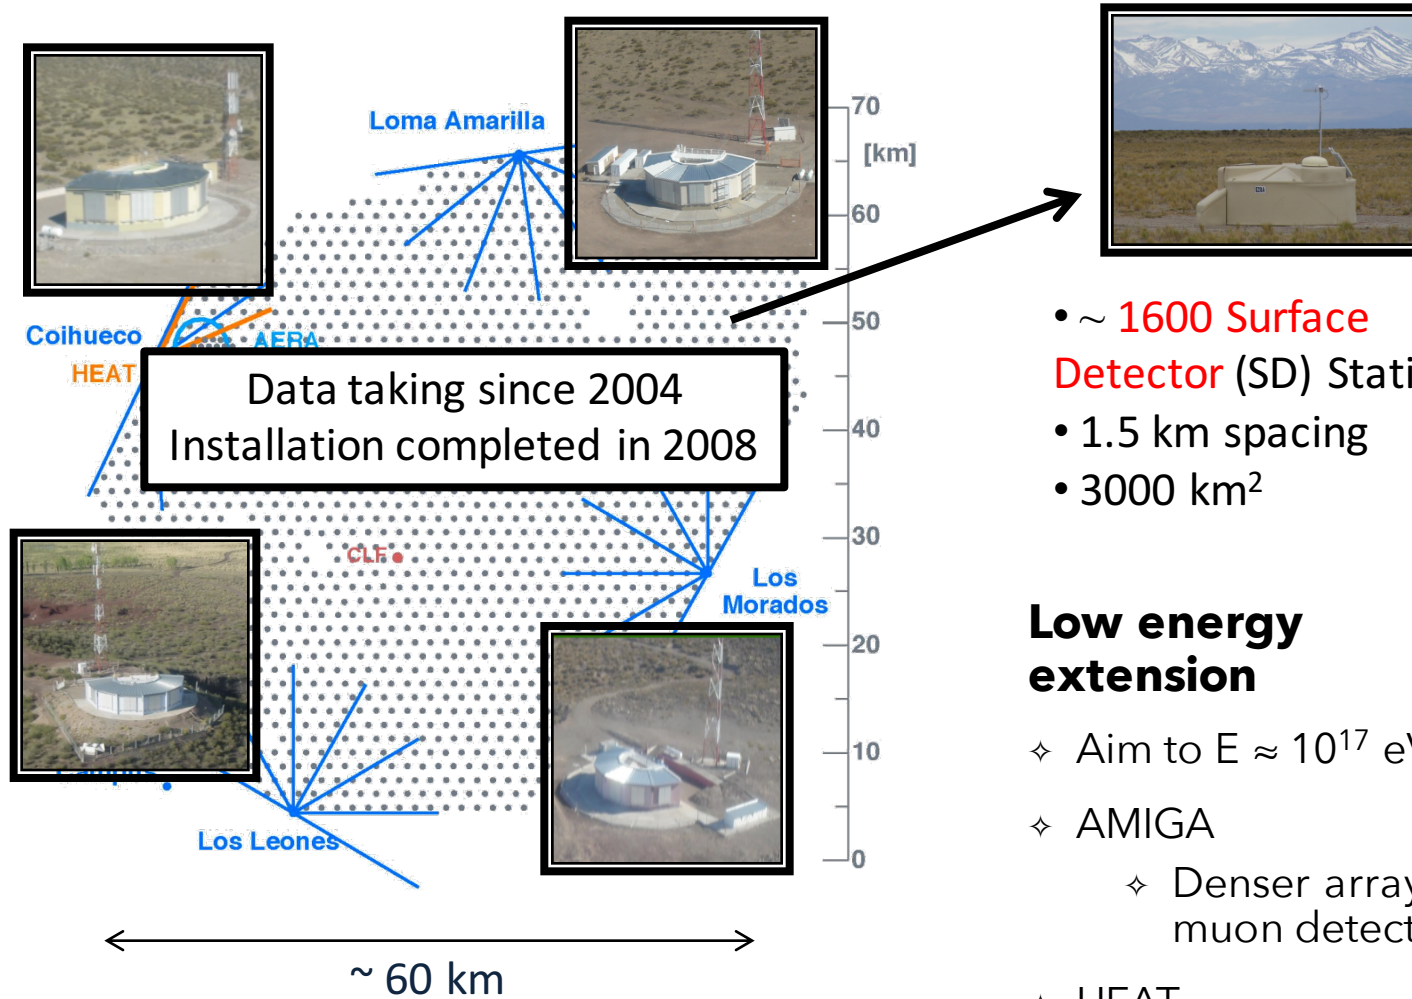 Loma Amarilla
70
[km]
60
50
40
30
20
10
0
Coihueco
HEAT
AERA
Data taking since 2004
Installation completed in 2008
CLF
Los
Morados
Los Leones
~ 60 km
• ~ 1600 Surface
Detector (SD) Stati
• 1.5 km spacing
• 3000 km²
Low energy
extension
✧ Aim to E ≈ 10¹⁷ eV
✧ AMIGA
✧ Denser array
muon detect
✧ HEAT